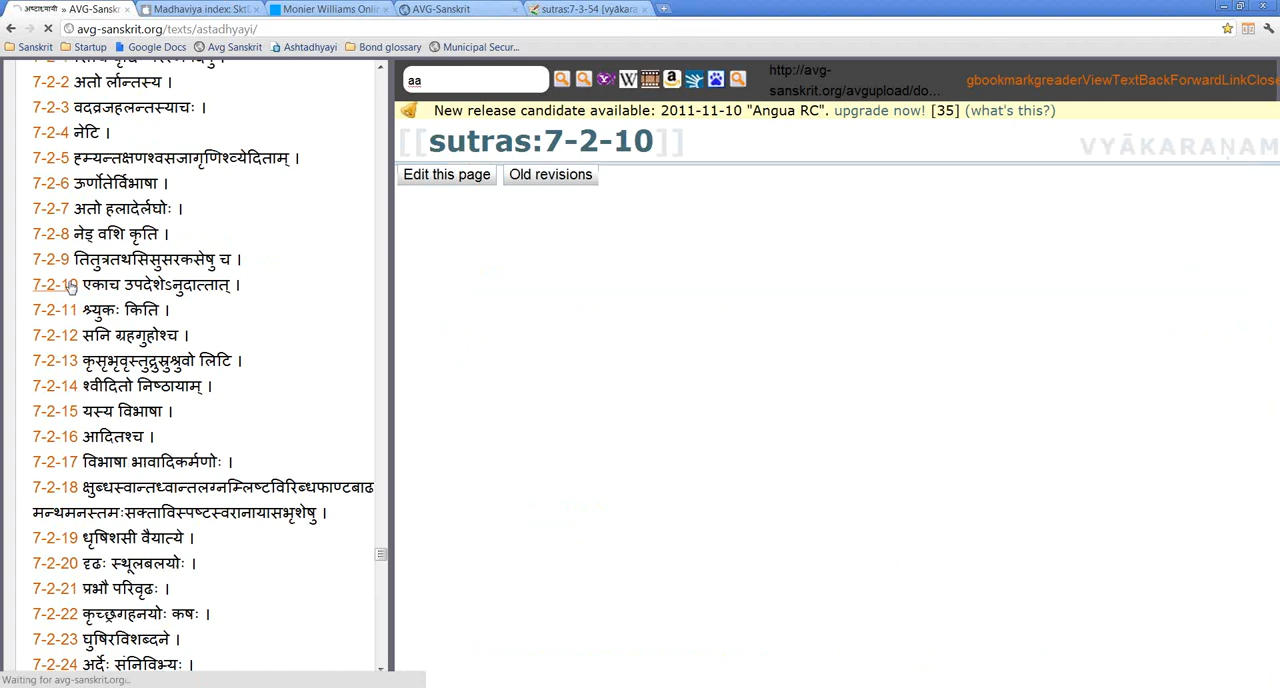 अष्टाध्यायी » AVG-Sansk
Madhaviya index: Skt
Monier Williams Onli
AVG-Sanskrit
sutras:7-3-54 [vyākara
avg-sanskrit.org/texts/astadhyayi/
Sanskrit Startup Google Docs Avg Sanskrit Ashtadhyayi Bond glossary Municipal Secur...
7-2-2 अतो र्लान्तस्य ।
7-2-3 वदव्रजहलन्तस्याचः ।
7-2-4 नेटि ।
7-2-5 ह्म्यन्तक्षणश्वसजागृणिश्व्येदिताम् ।
7-2-6 ऊर्णोतेर्विभाषा ।
7-2-7 अतो हलादेर्लघोः ।
7-2-8 नेड् वशि कृति ।
7-2-9 तितुत्रतथसिसुसरकसेषु च ।
7-2-10 एकाच उपदेशेऽनुदात्तात् ।
7-2-11 श्र्युकः किति ।
7-2-12 सनि ग्रहगुहोश्च ।
7-2-13 कृसृभृवृस्तुद्रुस्रुश्रुवो लिटि ।
7-2-14 श्वीदितो निष्ठायाम् ।
7-2-15 यस्य विभाषा ।
7-2-16 आदितश्च ।
7-2-17 विभाषा भावादिकर्मणोः ।
7-2-18 क्षुब्धस्वान्तध्वान्तलग्नम्लिष्टविरिब्धफाण्टबाढ
मन्थमनस्तमःसक्ताविस्पष्टस्वरानायासभृशेषु ।
7-2-19 धृषिशसी वैयात्ये ।
7-2-20 दृढः स्थूलबलयोः ।
7-2-21 प्रभौ परिवृढः ।
7-2-22 कृच्छ्रगहनयोः कषः ।
7-2-23 घुषिरविशब्दने ।
7-2-24 अर्देः संनिविभ्यः ।
Waiting for avg-sanskrit.org...
aa
http://avg-
sanskrit.org/avgupload/do...
gbookmarkgreaderViewTextBackForwardLinkClose
New release candidate available: 2011-11-10 "Angua RC". upgrade now! [35] (what's this?)
[[sutras:7-2-10]]
VYĀKARAṆAM
Edit this page Old revisions